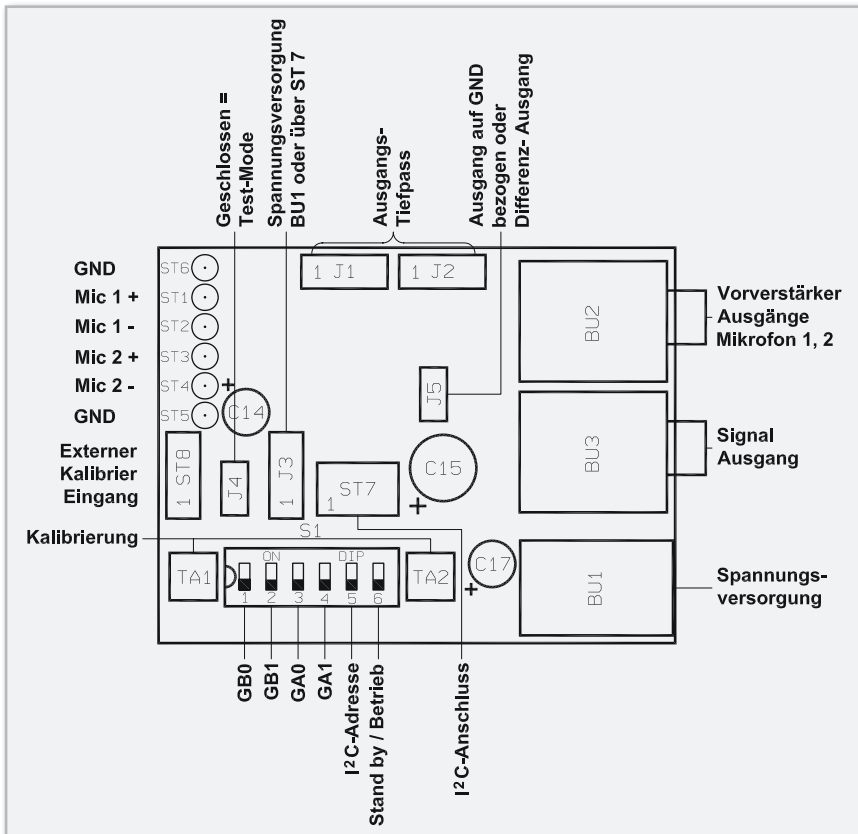 Geschlossen =
Test-Mode
Spannungsversorgung
BU1 oder über ST 7
Ausgangs-
Tiefpass
Ausgang auf GND
bezogen oder
Differenz- Ausgang
GND
ST6
Mic 1 +
ST1
Mic 1 -
ST2
Mic 2 +
ST3
Mic 2 -
ST4
GND
ST5
+
C14
1 J1
1 J2
J5
BU2
Vorverstärker
Ausgänge
Mikrofon 1, 2
Externer
Kalibrier
Eingang
1 ST8
J4
1 J3
ST7
1
C15
+
BU3
Signal
Ausgang
Kalibrierung
S1
TA1
ON
DIP
1 2 3 4 5 6
TA2
C17
+
BU1
Spannungs-
versorgung
GB0
GB1
GA0
GA1
I²C-Adresse
Stand by / Betrieb
I²C-Anschluss